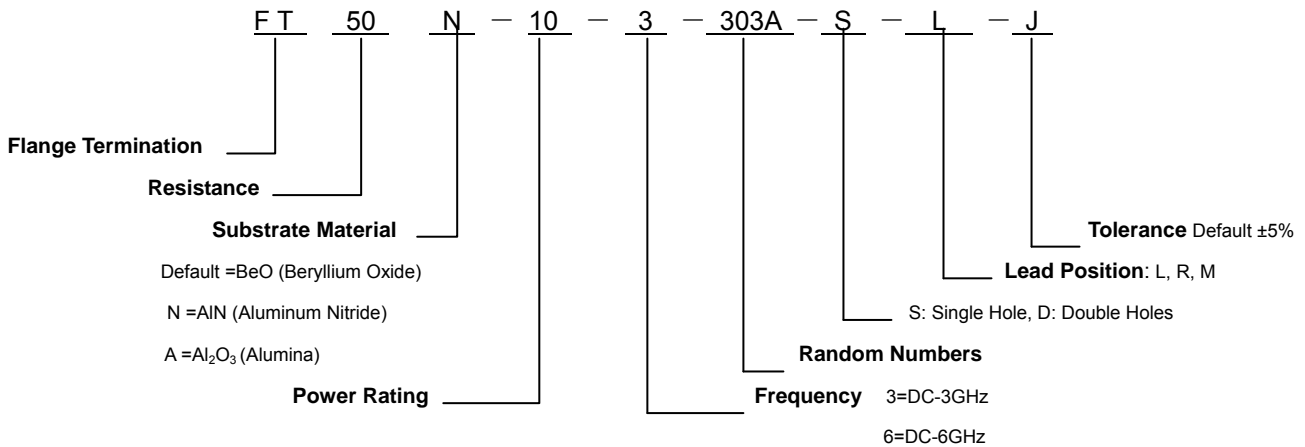 FT 50 N — 10 — 3 — 303A — S — L — J
Flange Termination
Resistance
Substrate Material
Tolerance Default ±5%
Default =BeO (Beryllium Oxide)
Lead Position: L, R, M
N =AlN (Aluminum Nitride)
S: Single Hole, D: Double Holes
A =Al₂O₃ (Alumina)
Random Numbers
Power Rating
Frequency 3=DC-3GHz
6=DC-6GHz